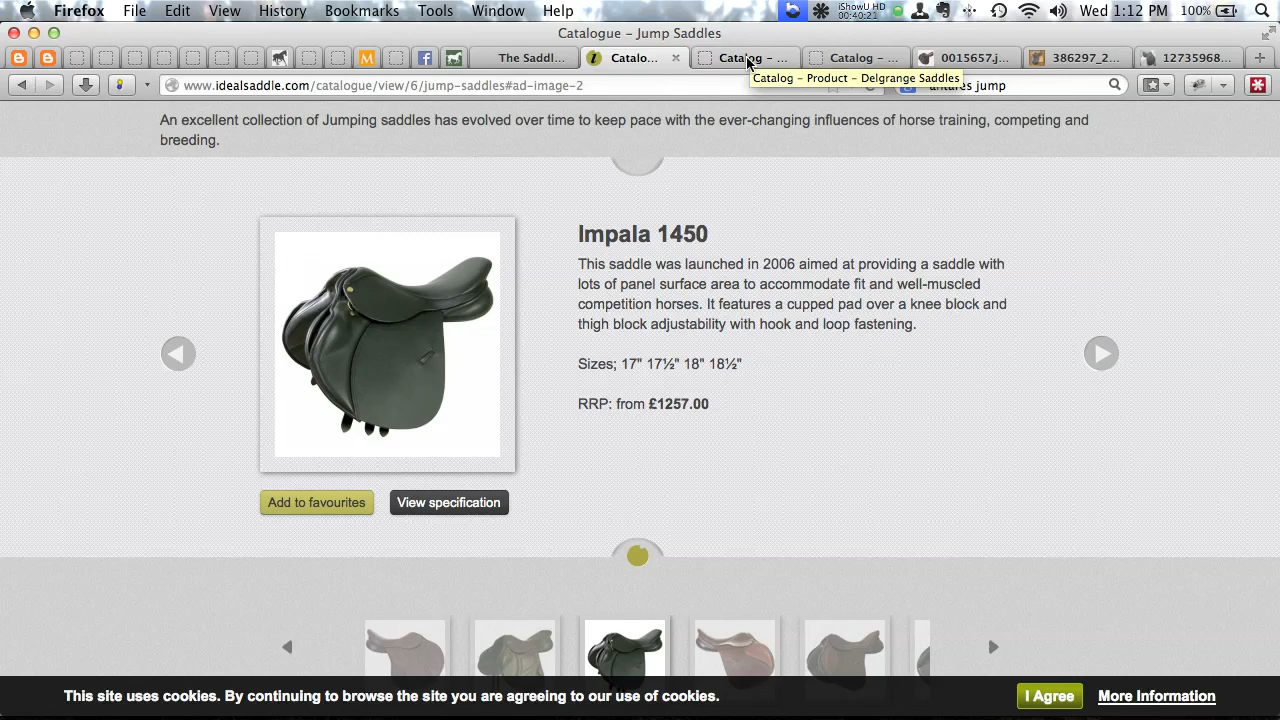 Firefox File Edit View History Bookmarks Tools Window Help iShowU HD 00:40:21 Wed 1:12 PM 100%
Catalogue – Jump Saddles
The Saddl... Catalo... Catalog – ... Catalog – ... 0015657.j... 386297_2... 12735968...
Catalog – Product – Delgrange Saddles
www.idealsaddle.com/catalogue/view/6/jump-saddles#ad-image-2 antares jump
An excellent collection of Jumping saddles has evolved over time to keep pace with the ever-changing influences of horse training, competing and
breeding.
Impala 1450
This saddle was launched in 2006 aimed at providing a saddle with
lots of panel surface area to accommodate fit and well-muscled
competition horses. It features a cupped pad over a knee block and
thigh block adjustability with hook and loop fastening.
Sizes; 17" 17½" 18" 18½"
RRP: from £1257.00
Add to favourites View specification
This site uses cookies. By continuing to browse the site you are agreeing to our use of cookies. I Agree More Information